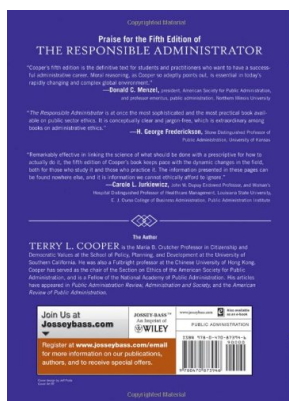 Copyrighted Material
Praise for the Fifth Edition of
THE RESPONSIBLE ADMINISTRATOR
"Cooper's fifth edition is the definitive text for students and practitioners who want to have a success-
ful administrative career. Moral reasoning, as Cooper so adeptly points out, is essential in today's
rapidly changing and complex global environment."
—Donald C. Menzel, president, American Society for Public Administration,
and professor emeritus, public administration, Northern Illinois University
"The Responsible Administrator is at once the most sophisticated and the most practical book avail-
able on public sector ethics. It is conceptually clear and jargon-free, which is extraordinary among
books on administrative ethics."
—H. George Frederickson, Stone Distinguished Professor of
Public Administration, University of Kansas
"Remarkably effective in linking the science of what should be done with a prescriptive for how to
actually do it, the fifth edition of Cooper's book keeps pace with the dynamic changes in the field,
both for those who study it and those who practice it. The information presented in these pages can
be found nowhere else, and it is information we cannot ethically afford to ignore."
—Carole L. Jurkiewicz, John W. Dupuy Endowed Professor, and Woman's
Hospital Distinguished Professor of Healthcare Management, Louisiana State University,
E. J. Ourso College of Business Administration, Public Administration Institute
The Author
TERRY L. COOPER is the Maria B. Crutcher Professor in Citizenship and
Democratic Values at the School of Policy, Planning, and Development at the University of
Southern California. He was also a Fulbright professor at the Chinese University of Hong Kong.
Cooper has served as the chair of the Section on Ethics of the American Society for Public
Administration, and is a Fellow of the National Academy of Public Administration. His articles
have appeared in Public Administration Review, Administration and Society, and the American
Review of Public Administration.
Join Us at
Josseybass.com
JOSSEY-BASS
An Imprint of
WILEY
PUBLIC ADMINISTRATION
Register at www.josseybass.com/email
for more information on our publications,
authors, and to receive special offers.
ISBN 978-0-470-87394-6
90000
9 780470 873946
Copyrighted Material